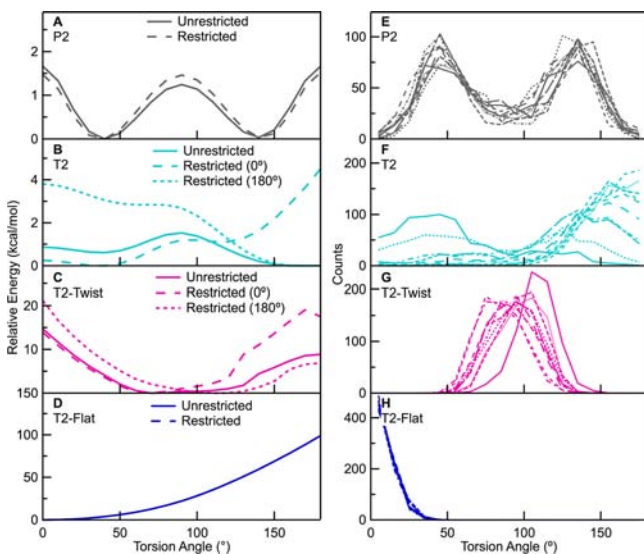 A
P2
Unrestricted
Restricted
2
1
0
B
T2
Unrestricted
Restricted (0º)
Restricted (180º)
4
2
0
C
T2-Twist
Unrestricted
Restricted (0º)
Restricted (180º)
20
10
150
D
T2-Flat
Unrestricted
Restricted
100
75
50
25
0
0 50 100 150
Torsion Angle (°)
Relative Energy (kcal/mol)
E
P2
100
50
0
F
T2
200
100
0
G
T2-Twist
200
100
0
H
T2-Flat
400
200
0
0 50 100 150
Torsion Angle (º)
Counts